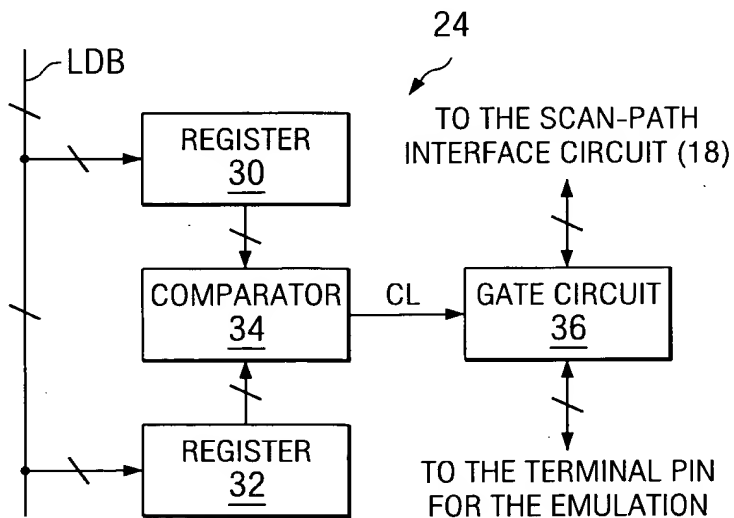 24
LDB
REGISTER
30
TO THE SCAN-PATH
INTERFACE CIRCUIT (18)
COMPARATOR
34
CL
GATE CIRCUIT
36
REGISTER
32
TO THE TERMINAL PIN
FOR THE EMULATION